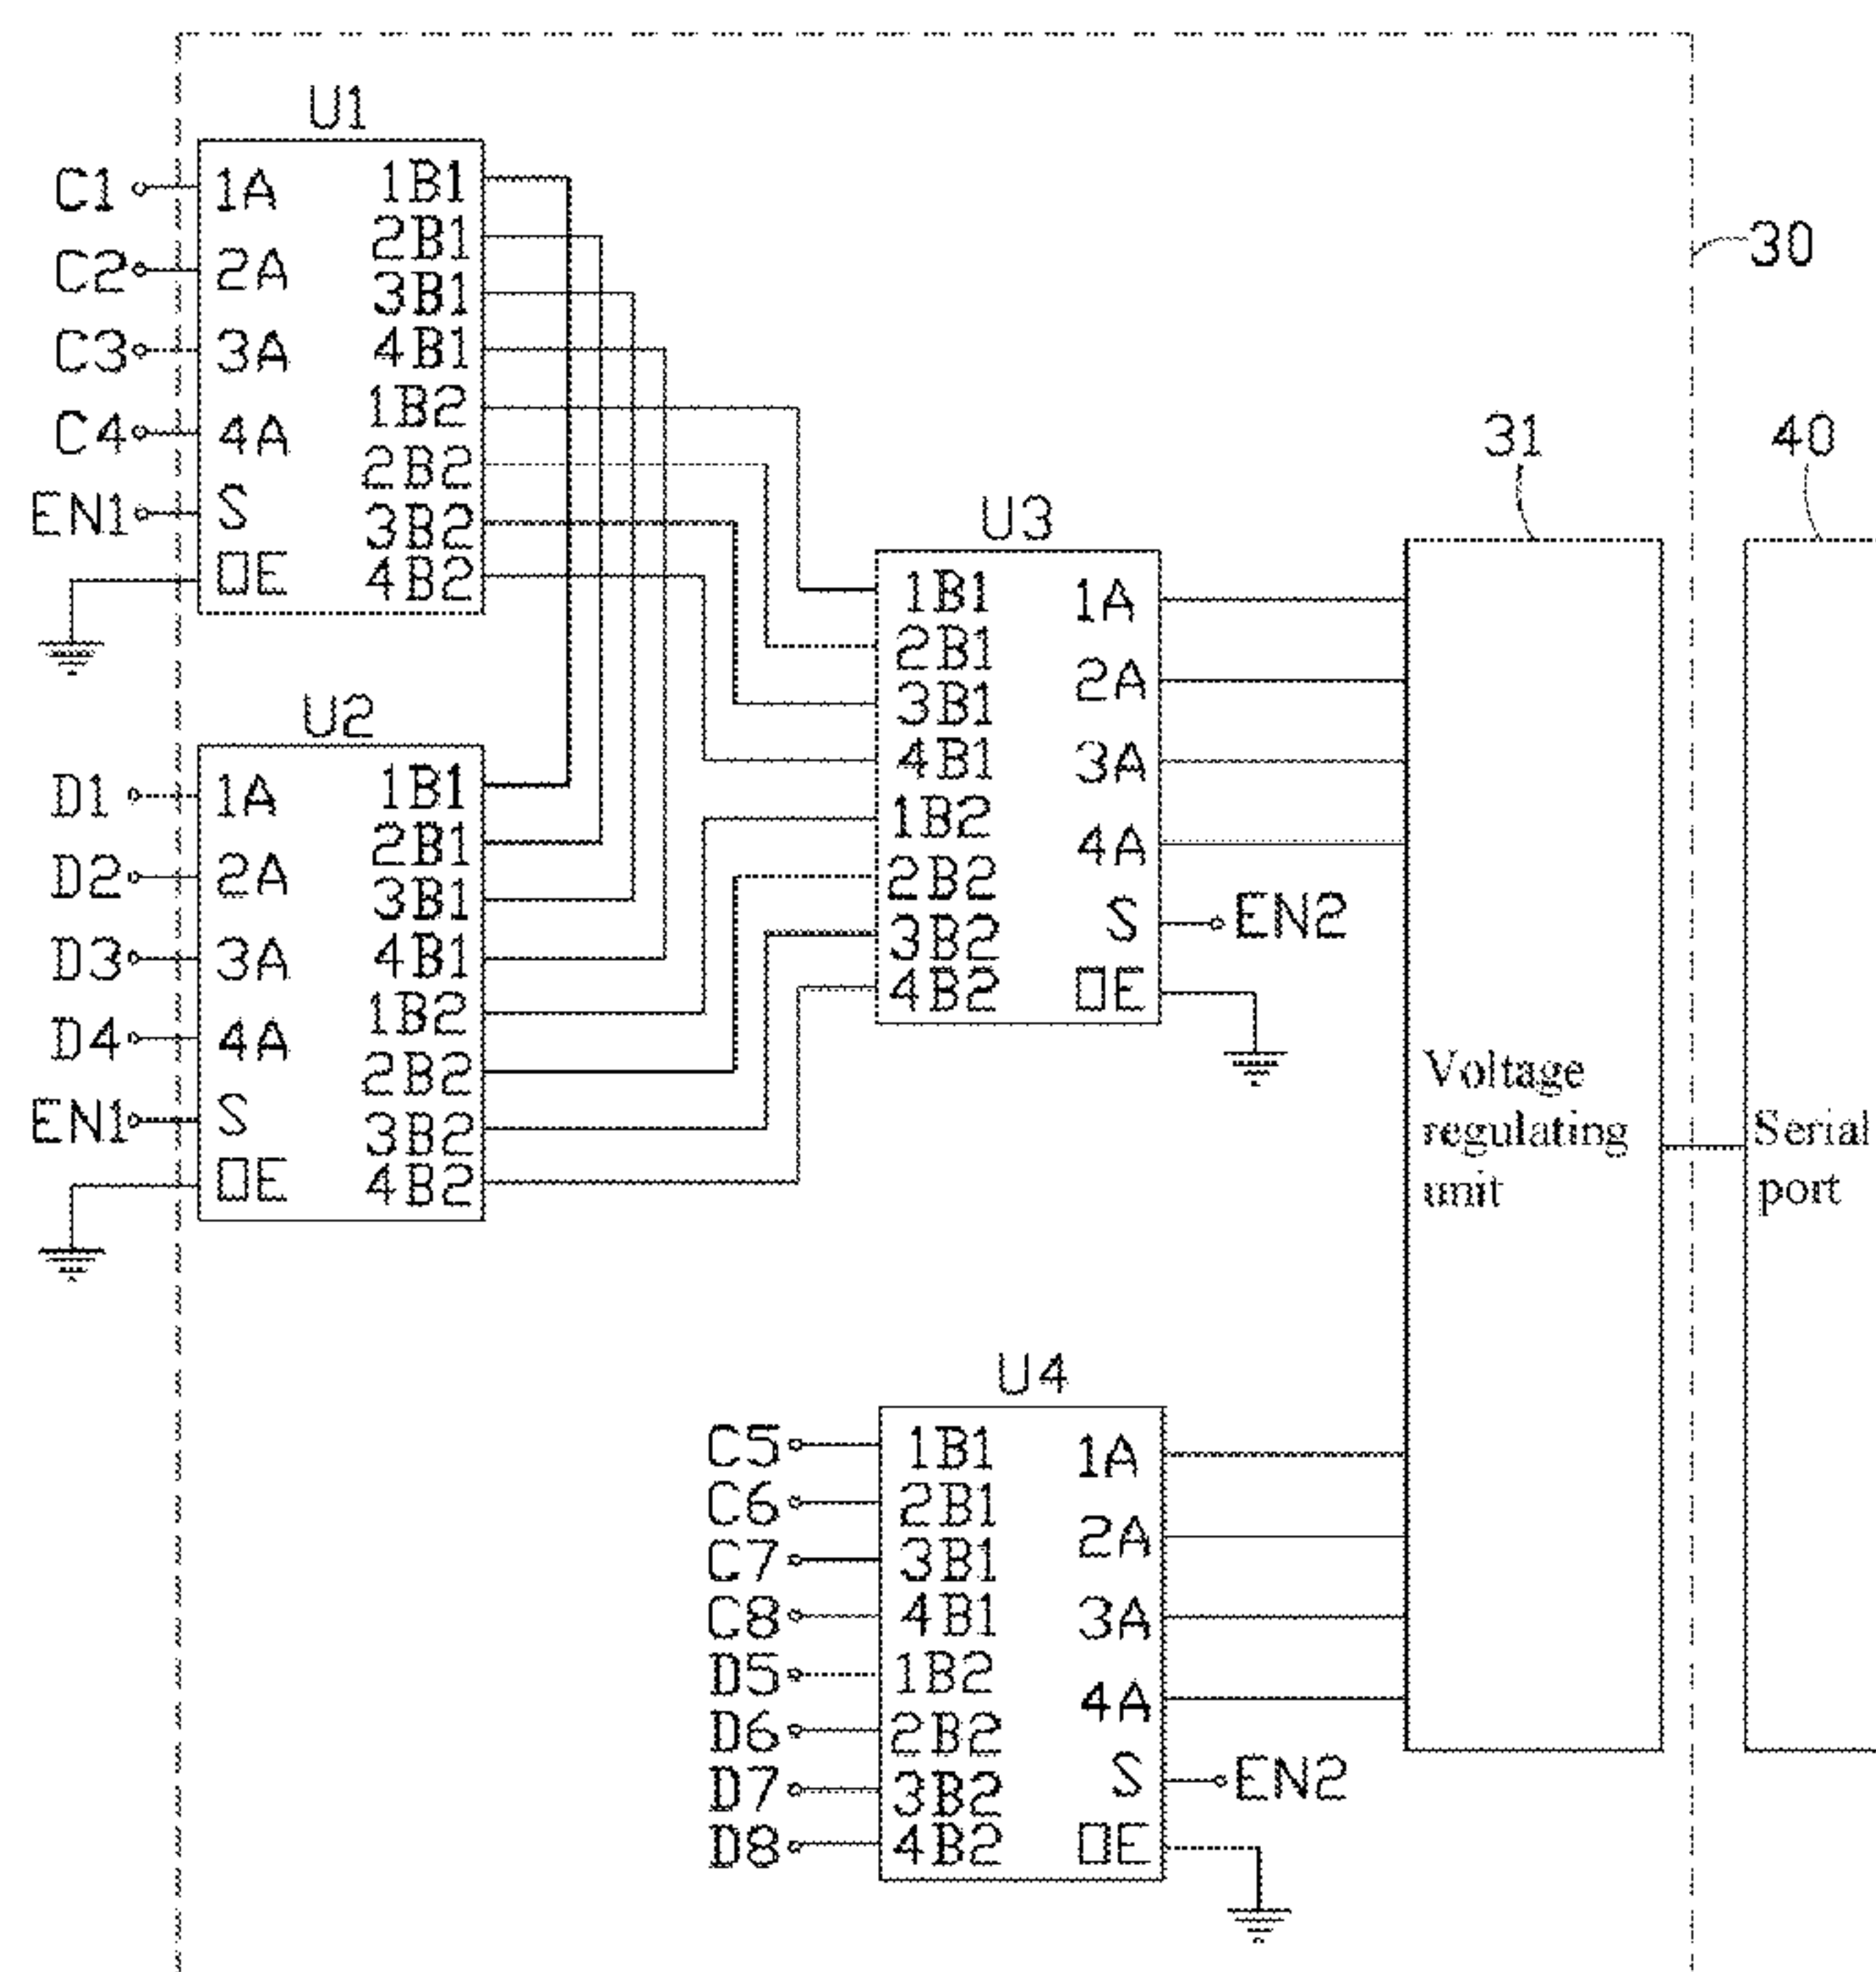 U1
C1 1A 1B1
C2 2A 2B1
C3 3A 3B1
C4 4A 4B1
EN1 S 1B2
OE 2B2
3B2
4B2
30
31
40
U2
D1 1A 1B1
D2 2A 2B1
D3 3A 3B1
D4 4A 4B1
EN1 S 1B2
OE 2B2
3B2
4B2
U3
1B1 1A
2B1 2A
3B1 3A
4B1 4A
1B2 S EN2
2B2 OE
3B2
4B2
Voltage
regulating
unit
Serial
port
U4
C5 1B1 1A
C6 2B1 2A
C7 3B1 3A
C8 4B1 4A
D5 1B2 S EN2
D6 2B2 OE
D7 3B2
D8 4B2